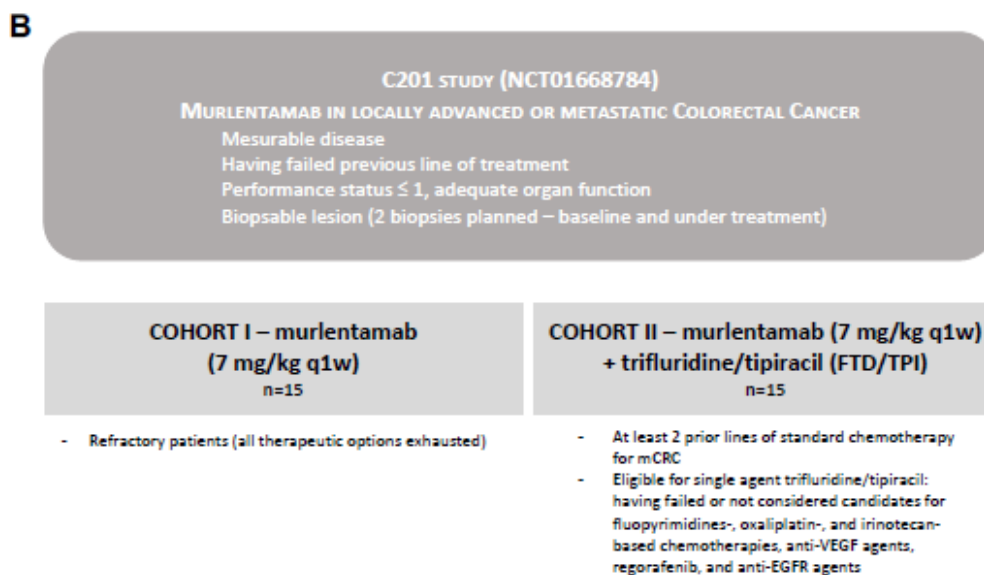 B
C201 STUDY (NCT01668784)
MURLENTAMAB IN LOCALLY ADVANCED OR METASTATIC COLORECTAL CANCER
Mesurable disease
Having failed previous line of treatment
Performance status ≤ 1, adequate organ function
Biopsable lesion (2 biopsies planned – baseline and under treatment)
COHORT I – murlentamab
(7 mg/kg q1w)
n=15
- Refractory patients (all therapeutic options exhausted)
COHORT II – murlentamab (7 mg/kg q1w)
+ trifluridine/tipiracil (FTD/TPI)
n=15
- At least 2 prior lines of standard chemotherapy
for mCRC
- Eligible for single agent trifluridine/tipiracil:
having failed or not considered candidates for
fluopyrimidines-, oxaliplatin-, and irinotecan-
based chemotherapies, anti-VEGF agents,
regorafenib, and anti-EGFR agents